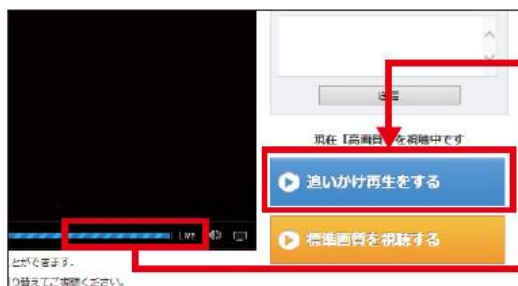 送信
現在『高画質』を視聴中です
追いかけ再生をする
Live
標準画質を視聴する
とができます。
り替えてご視聴ください。